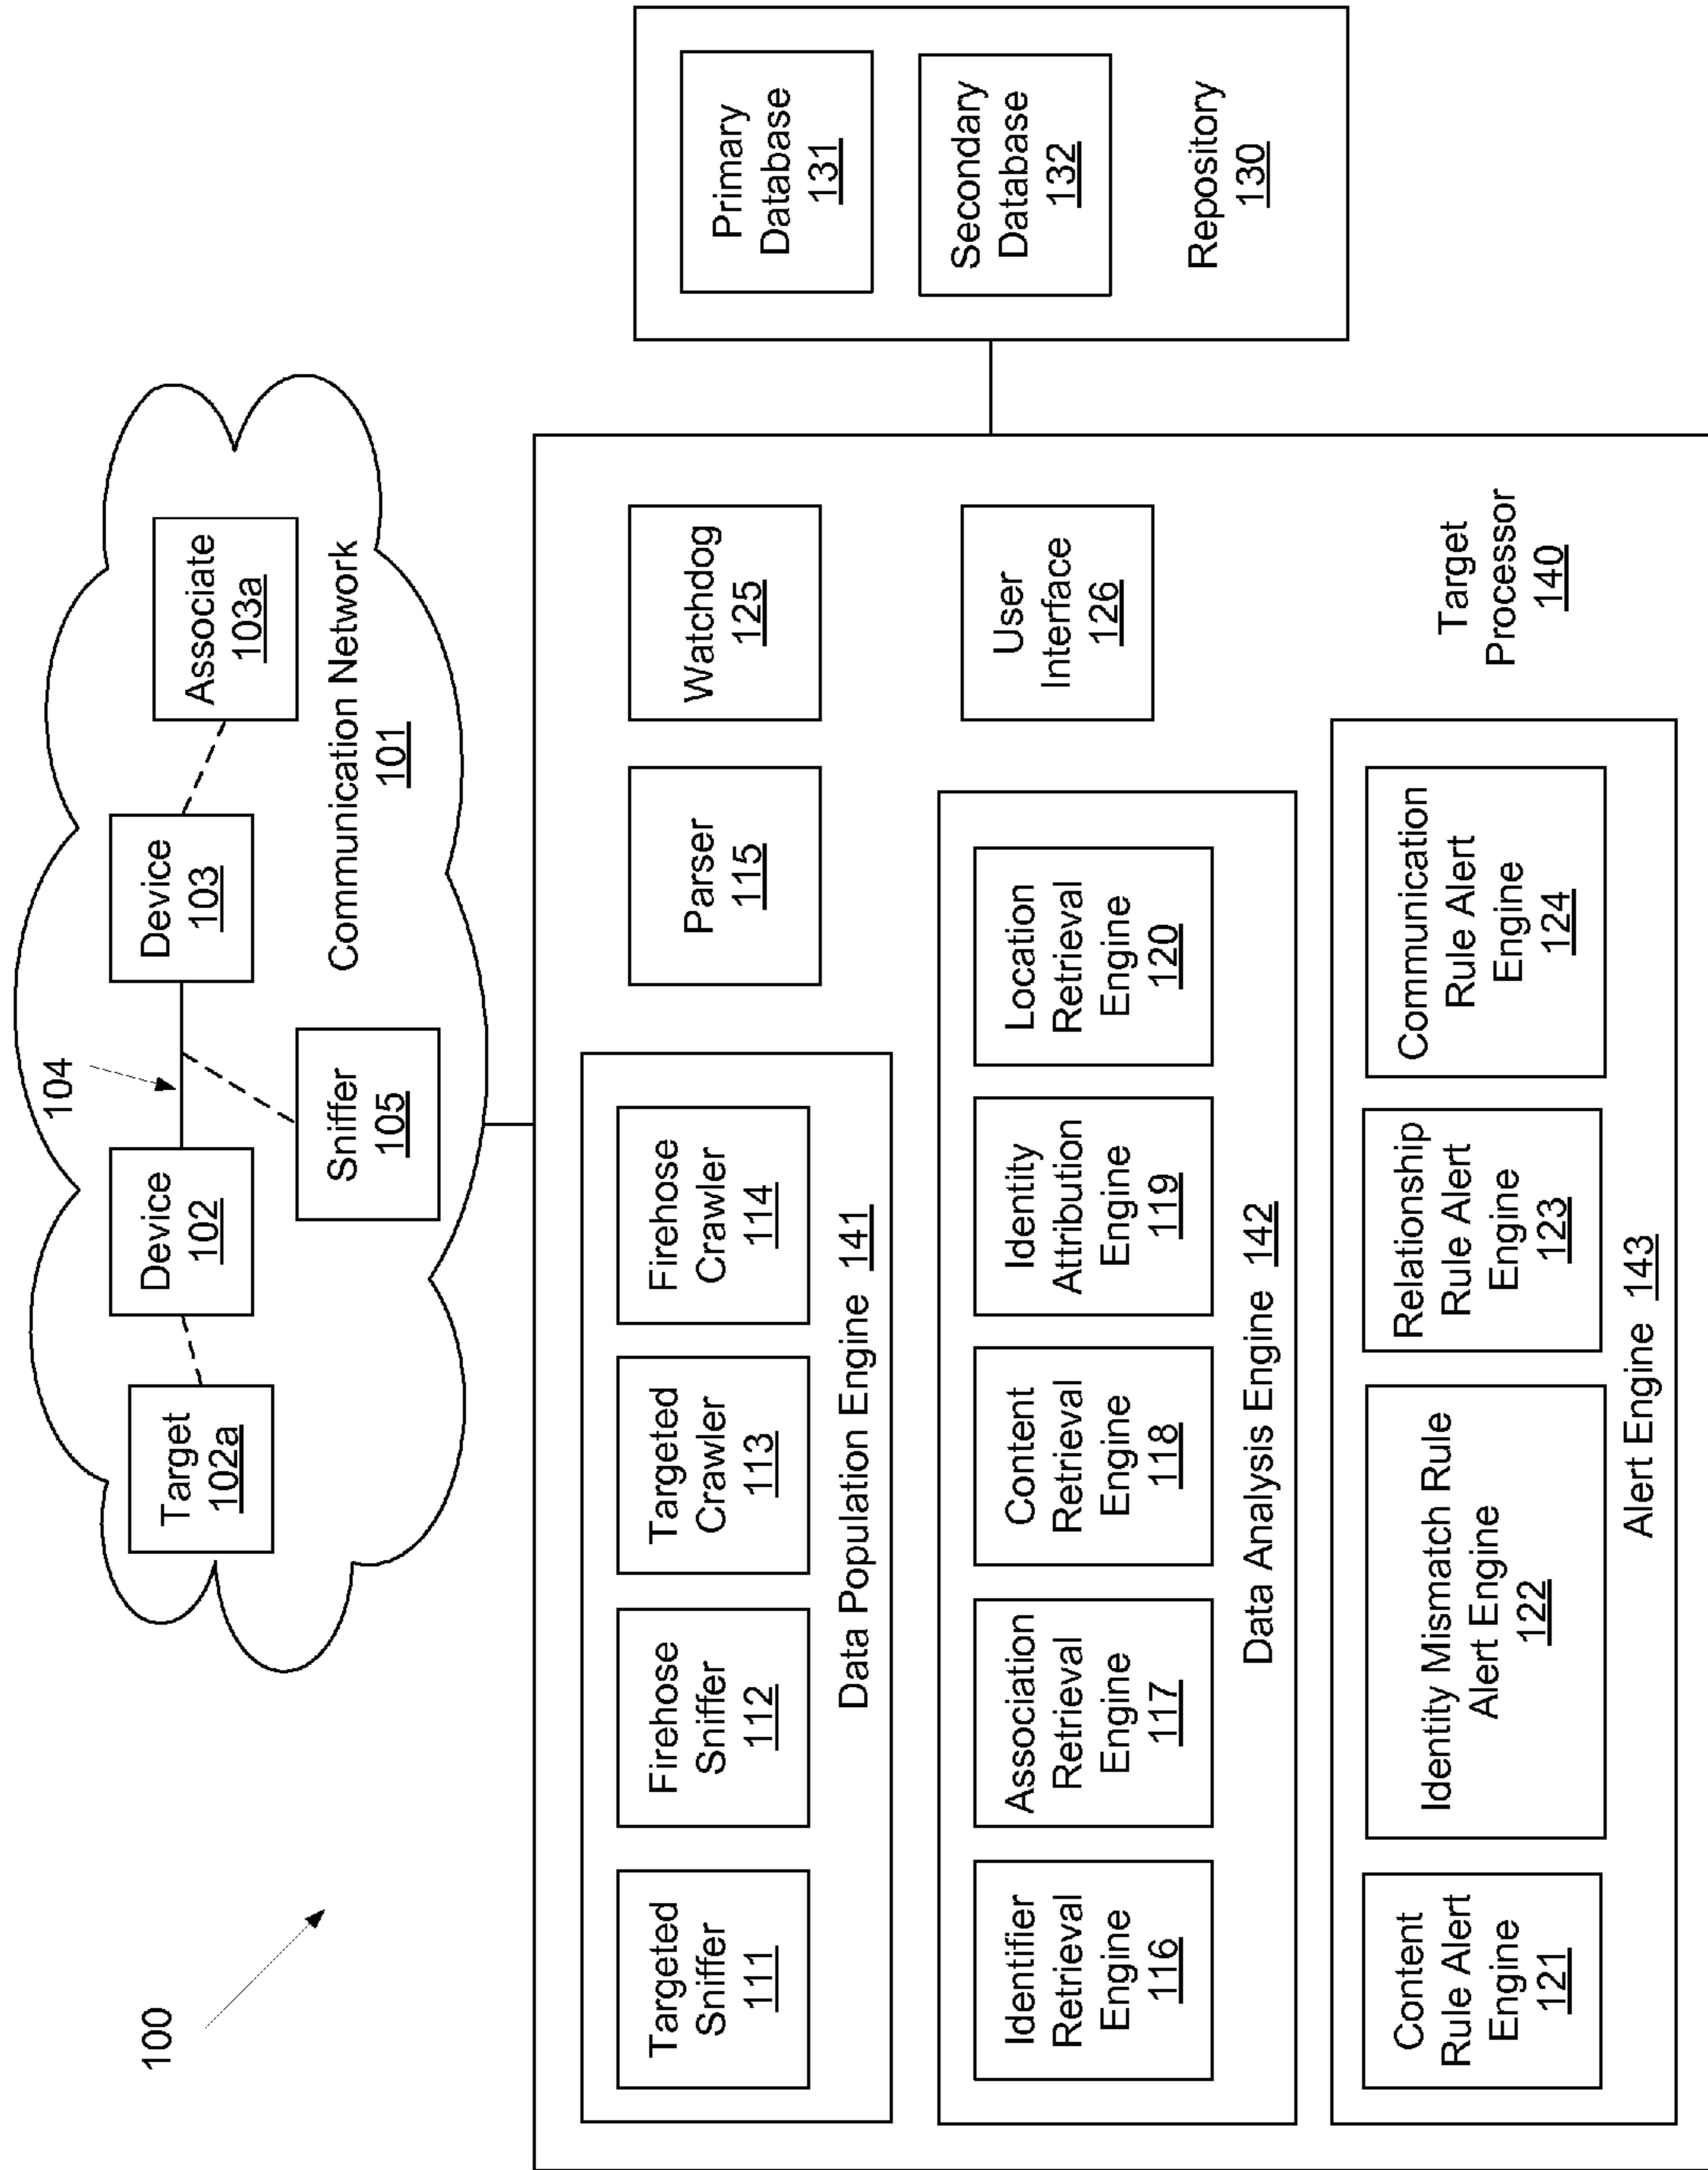 100
Target
102a
Device
102
104
Device
103
Associate
103a
Sniffer
105
Communication Network
101
Targeted
Sniffer
111
Firehose
Sniffer
112
Targeted
Crawler
113
Firehose
Crawler
114
Data Population Engine 141
Parser
115
Watchdog
125
Identifier
Retrieval
Engine
116
Association
Retrieval
Engine
117
Content
Retrieval
Engine
118
Identity
Attribution
Engine
119
Location
Retrieval
Engine
120
Data Analysis Engine 142
User
Interface
126
Content
Rule Alert
Engine
121
Identity Mismatch Rule
Alert Engine
122
Relationship
Rule Alert
Engine
123
Communication
Rule Alert
Engine
124
Alert Engine 143
Target
Processor
140
Primary
Database
131
Secondary
Database
132
Repository
130